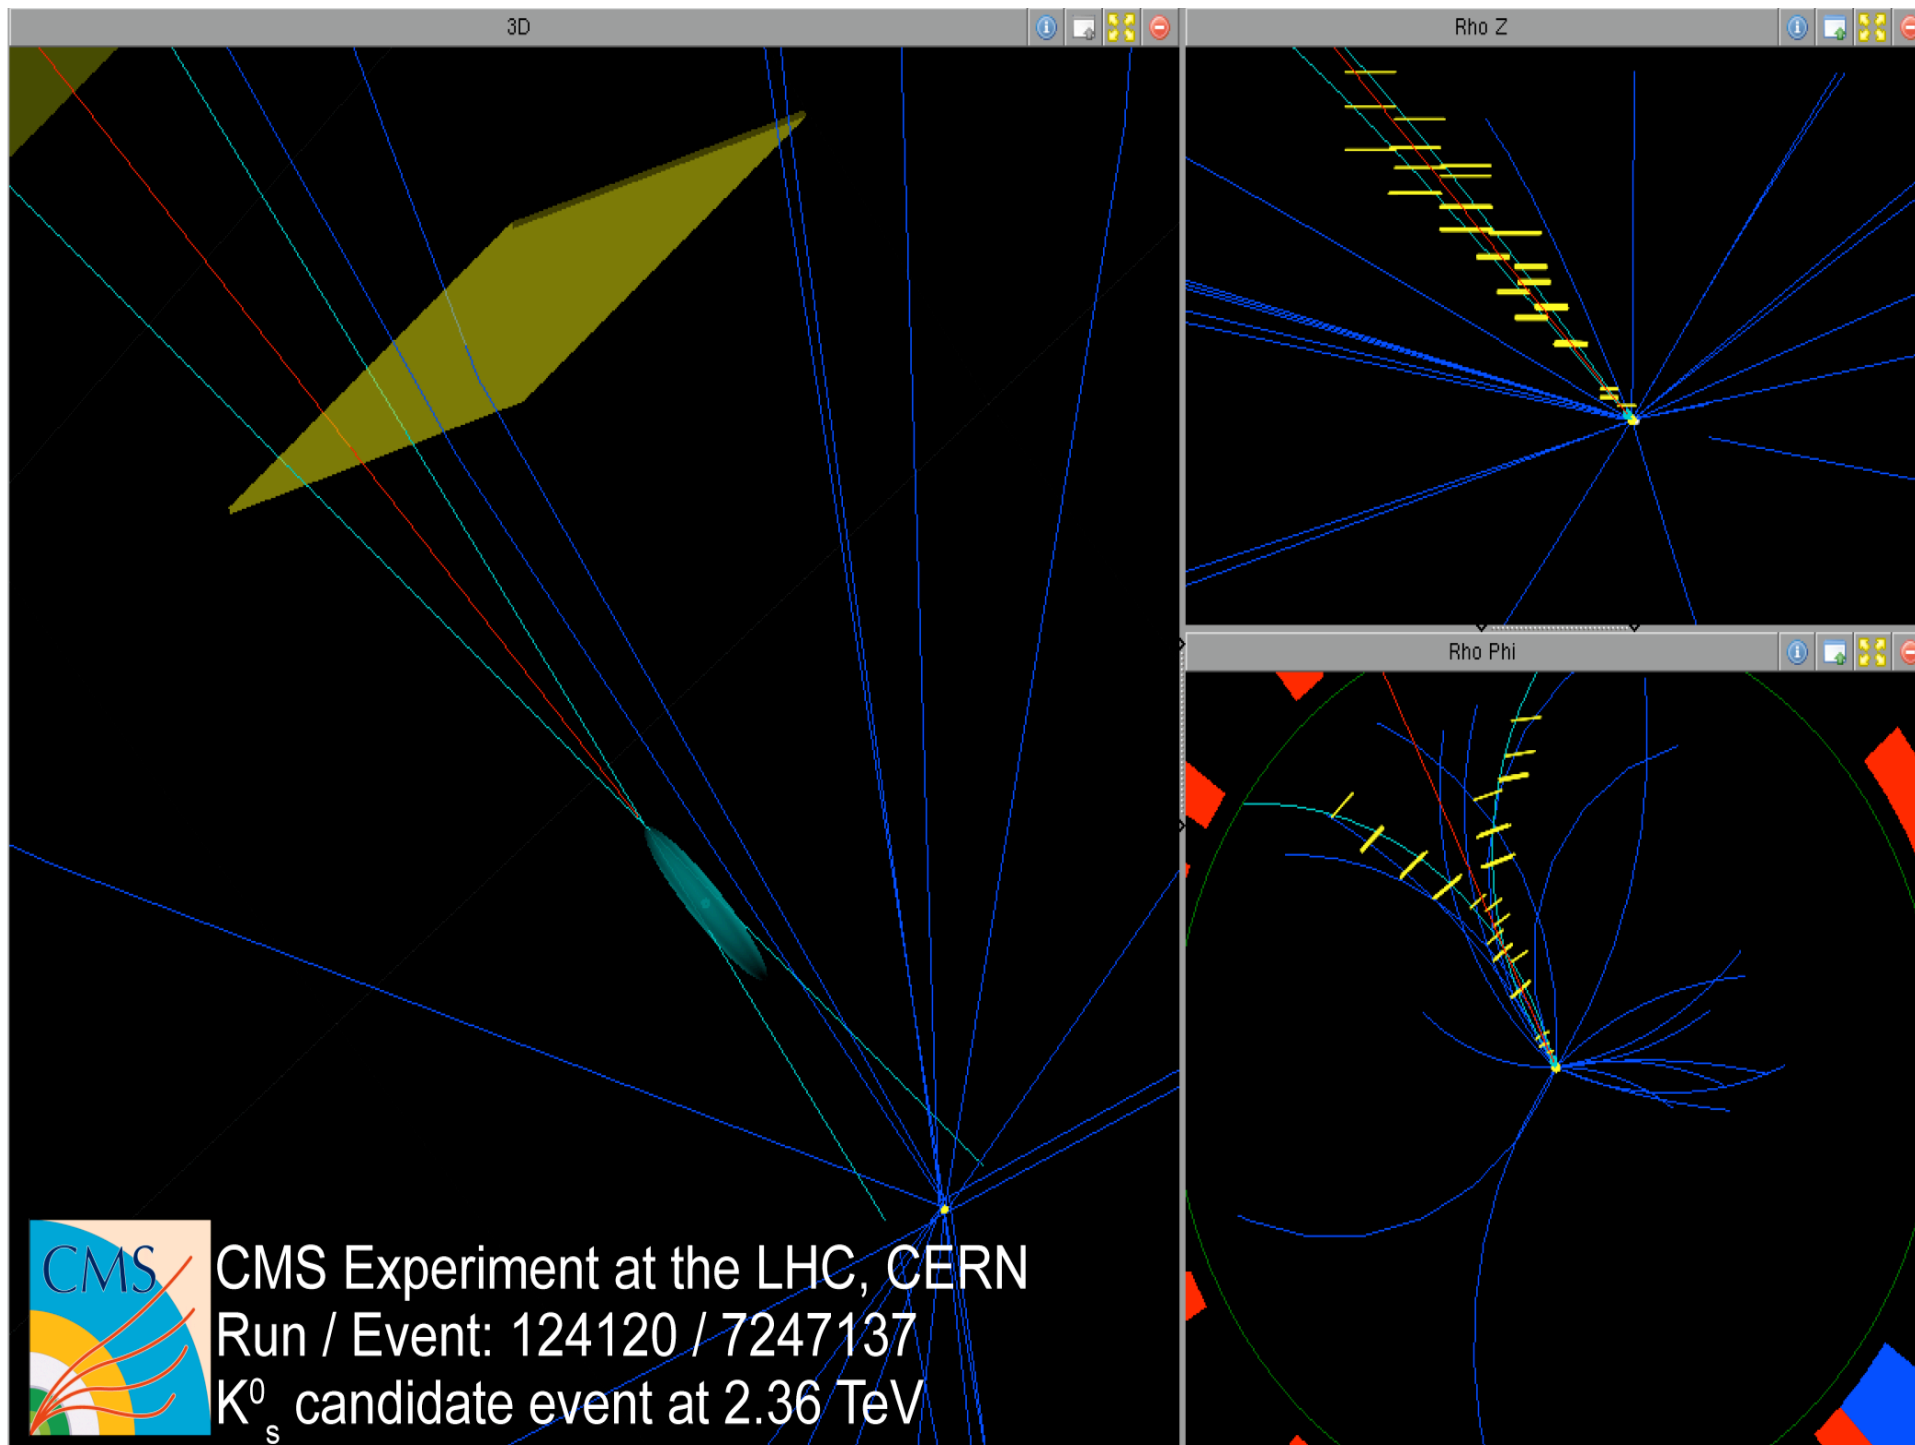 3D
Rho Z
Rho Phi
CMS
CMS Experiment at the LHC, CERN
Run / Event: 124120 / 7247137
K⁰ₛ candidate event at 2.36 TeV